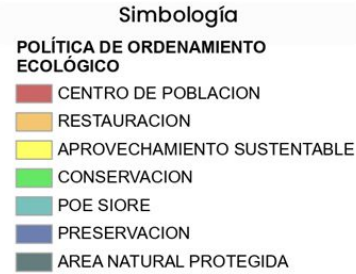 Simbología
POLÍTICA DE ORDENAMIENTO
ECOLÓGICO
CENTRO DE POBLACION
RESTAURACION
APROVECHAMIENTO SUSTENTABLE
CONSERVACION
POE SIORE
PRESERVACION
AREA NATURAL PROTEGIDA